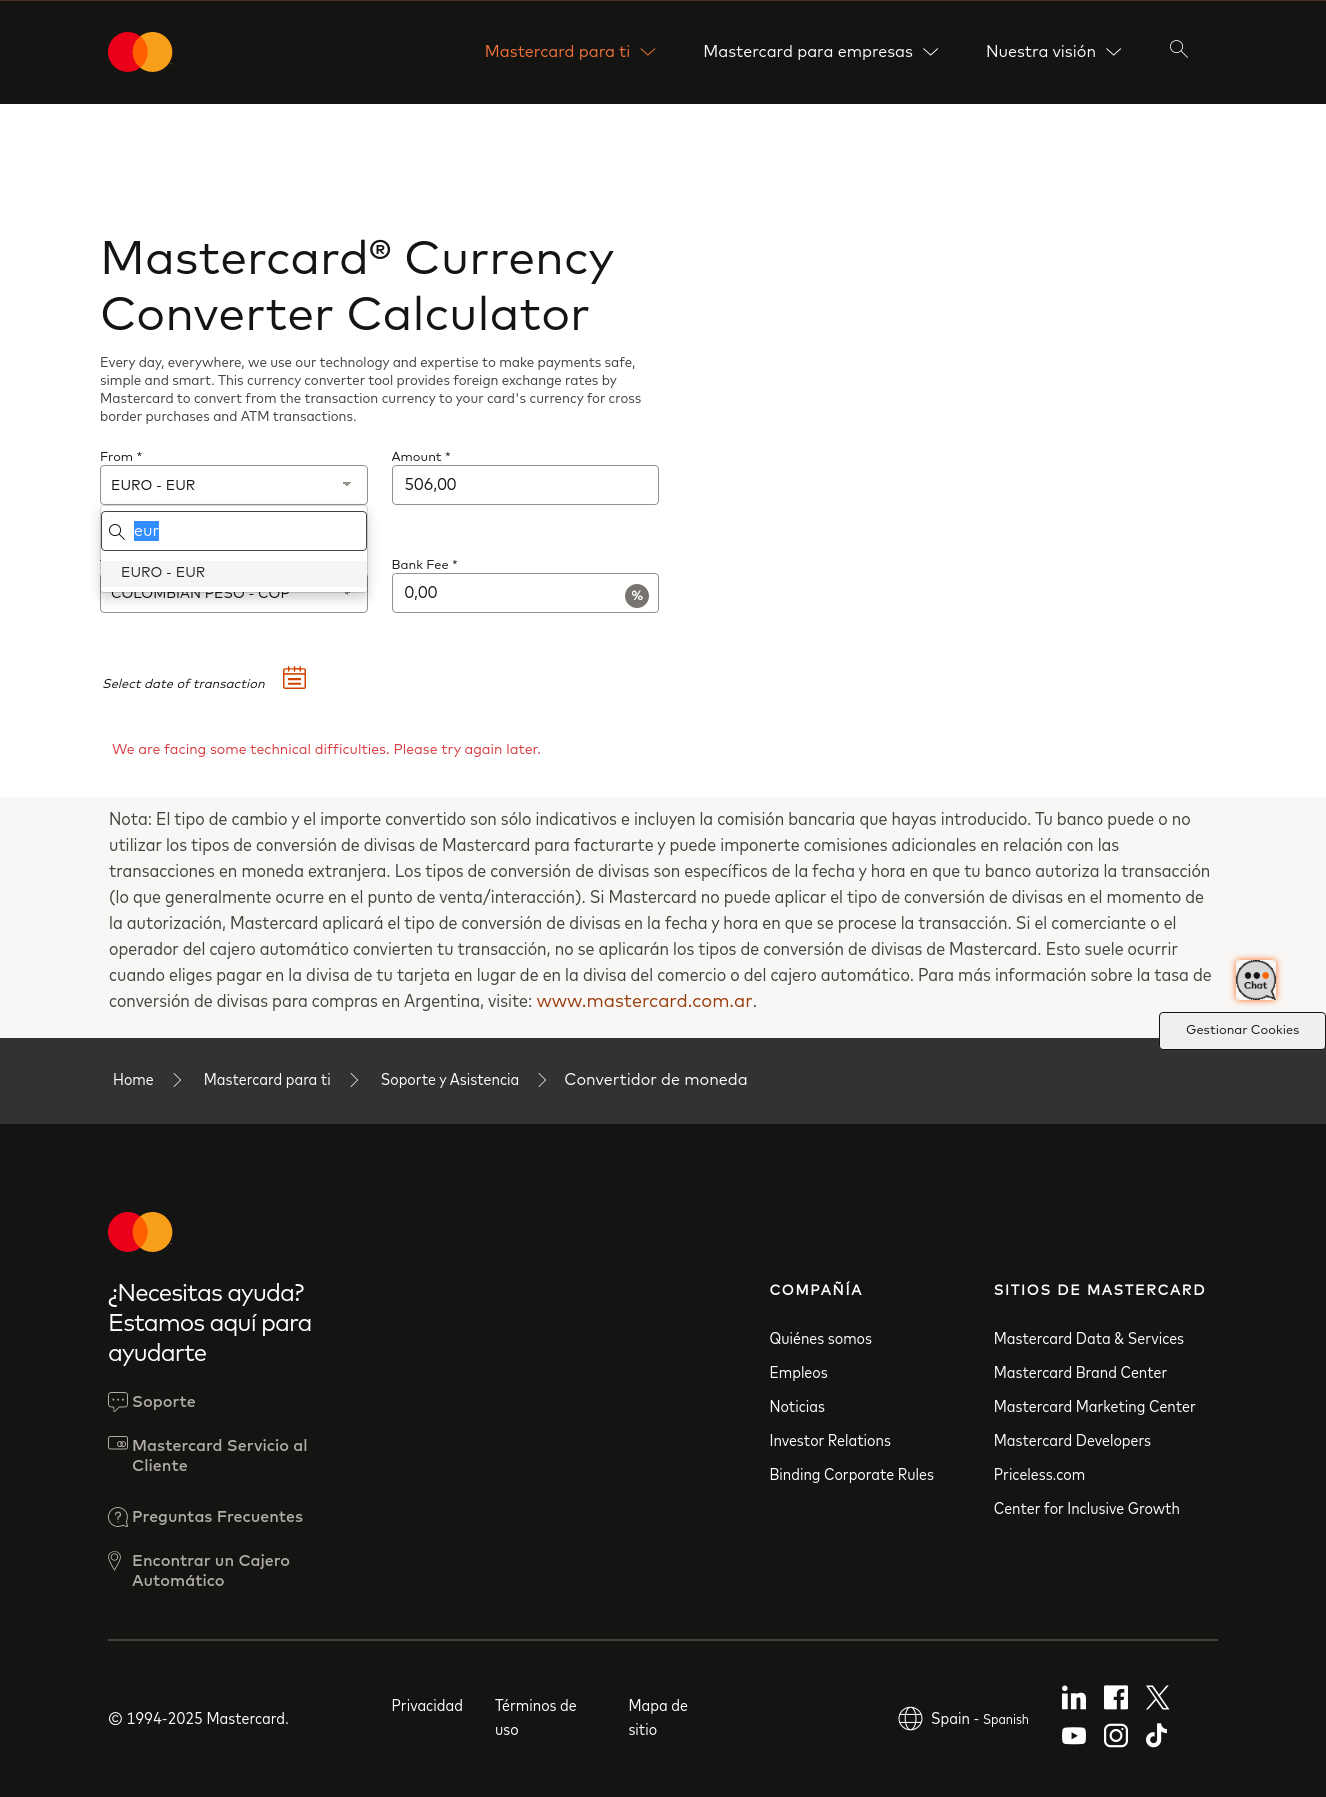 Mastercard para ti
Mastercard para empresas
Nuestra visión
Mastercard® Currency
Converter Calculator
Every day, everywhere, we use our technology and expertise to make payments safe,
simple and smart. This currency converter tool provides foreign exchange rates by
Mastercard to convert from the transaction currency to your card's currency for cross
border purchases and ATM transactions.
From *
Amount *
EURO - EUR
506,00
eur
EURO - EUR
Bank Fee *
COLOMBIAN PESO - COP
0,00
%
Select date of transaction
We are facing some technical difficulties. Please try again later.
Nota: El tipo de cambio y el importe convertido son sólo indicativos e incluyen la comisión bancaria que hayas introducido. Tu banco puede o no
utilizar los tipos de conversión de divisas de Mastercard para facturarte y puede imponerte comisiones adicionales en relación con las
transacciones en moneda extranjera. Los tipos de conversión de divisas son específicos de la fecha y hora en que tu banco autoriza la transacción
(lo que generalmente ocurre en el punto de venta/interacción). Si Mastercard no puede aplicar el tipo de conversión de divisas en el momento de
la autorización, Mastercard aplicará el tipo de conversión de divisas en la fecha y hora en que se procese la transacción. Si el comerciante o el
operador del cajero automático convierten tu transacción, no se aplicarán los tipos de conversión de divisas de Mastercard. Esto suele ocurrir
cuando eliges pagar en la divisa de tu tarjeta en lugar de en la divisa del comercio o del cajero automático. Para más información sobre la tasa de
conversión de divisas para compras en Argentina, visite: www.mastercard.com.ar.
Chat
Gestionar Cookies
Home
Mastercard para ti
Soporte y Asistencia
Convertidor de moneda
¿Necesitas ayuda?
Estamos aquí para
ayudarte
Soporte
Mastercard Servicio al
Cliente
Preguntas Frecuentes
Encontrar un Cajero
Automático
COMPAÑÍA
Quiénes somos
Empleos
Noticias
Investor Relations
Binding Corporate Rules
SITIOS DE MASTERCARD
Mastercard Data & Services
Mastercard Brand Center
Mastercard Marketing Center
Mastercard Developers
Priceless.com
Center for Inclusive Growth
© 1994-2025 Mastercard.
Privacidad
Términos de
uso
Mapa de
sitio
Spain - Spanish